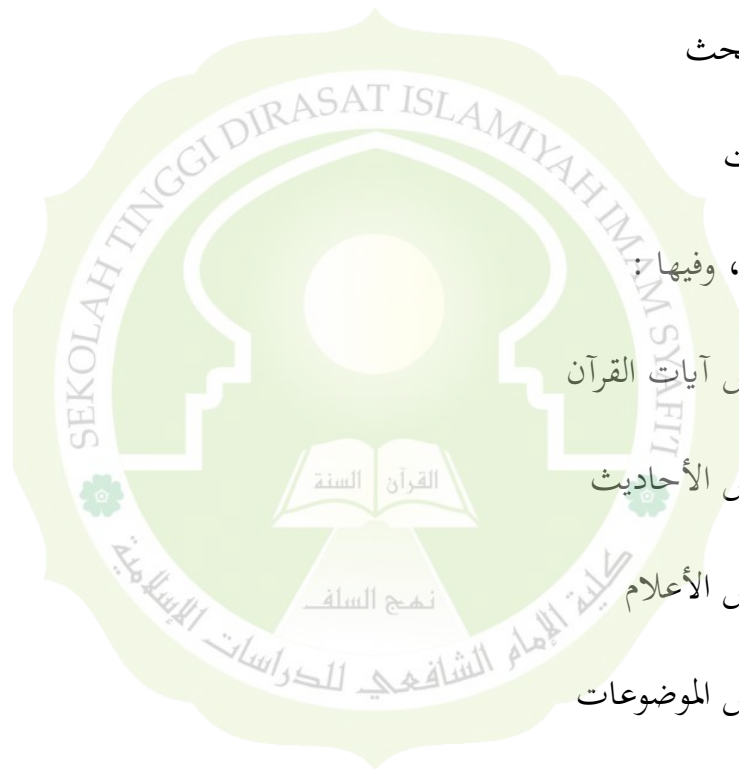 حث
ت
، وفيها :
س آيات القرآن
س الأحاديث
س الأعلام
س الموضوعات
SEKOLAH TINGGI DIRASAT ISLAMIYAH IMAM SYAFI'I
القرآن السنة
نهج السلف
كلية الإمام الشافعي للدراسات الإسلامية